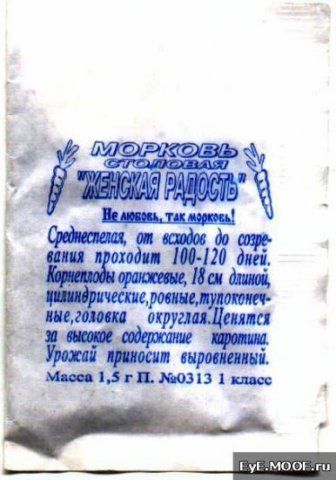 МОРКОВЬ
СТОЛОВАЯ
"ЖЕНСКАЯ РАДОСТЬ"
Не любовь, так морковь!
Среднеспелая, от всходов до созре-
вания проходит 100-120 дней.
Корнеплоды оранжевые, 18 см длиной,
цилиндрические,ровные,тупоконеч-
ные,головка округлая.Ценятся
за высокое содержание каротина.
Урожай приносит выровненный.
Масса 1,5 г П. №0313 1 класс
EyE.MOOF.ru